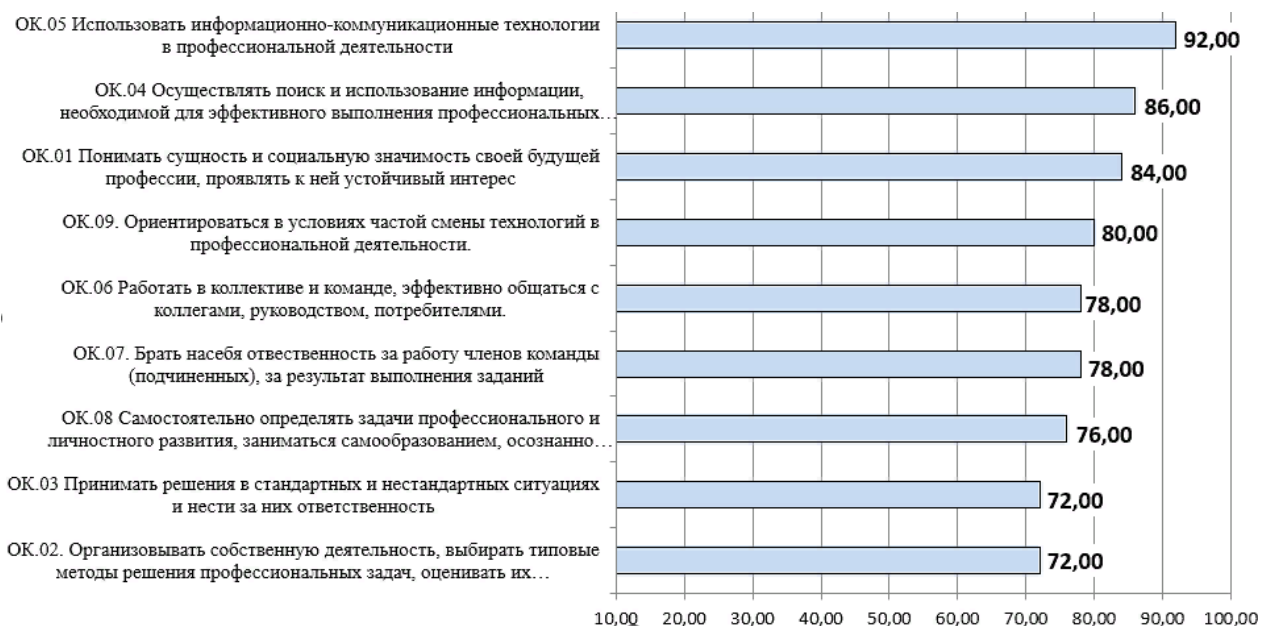 ОК.05 Использовать информационно-коммуникационные технологии
в профессиональной деятельности
92,00
ОК.04 Осуществлять поиск и использование информации,
необходимой для эффективного выполнения профессиональных…
86,00
ОК.01 Понимать сущность и социальную значимость своей будущей
профессии, проявлять к ней устойчивый интерес
84,00
ОК.09. Ориентироваться в условиях частой смены технологий в
профессиональной деятельности.
80,00
ОК.06 Работать в коллективе и команде, эффективно общаться с
коллегами, руководством, потребителями.
78,00
ОК.07. Брать насебя отвественность за работу членов команды
(подчиненных), за результат выполнения заданий
78,00
ОК.08 Самостоятельно определять задачи профессионального и
личностного развития, заниматься самообразованием, осознанно…
76,00
ОК.03 Принимать решения в стандартных и нестандартных ситуациях
и нести за них ответственность
72,00
ОК.02. Организовывать собственную деятельность, выбирать типовые
методы решения профессиональных задач, оценивать их…
72,00
10,00 20,00 30,00 40,00 50,00 60,00 70,00 80,00 90,00 100,00